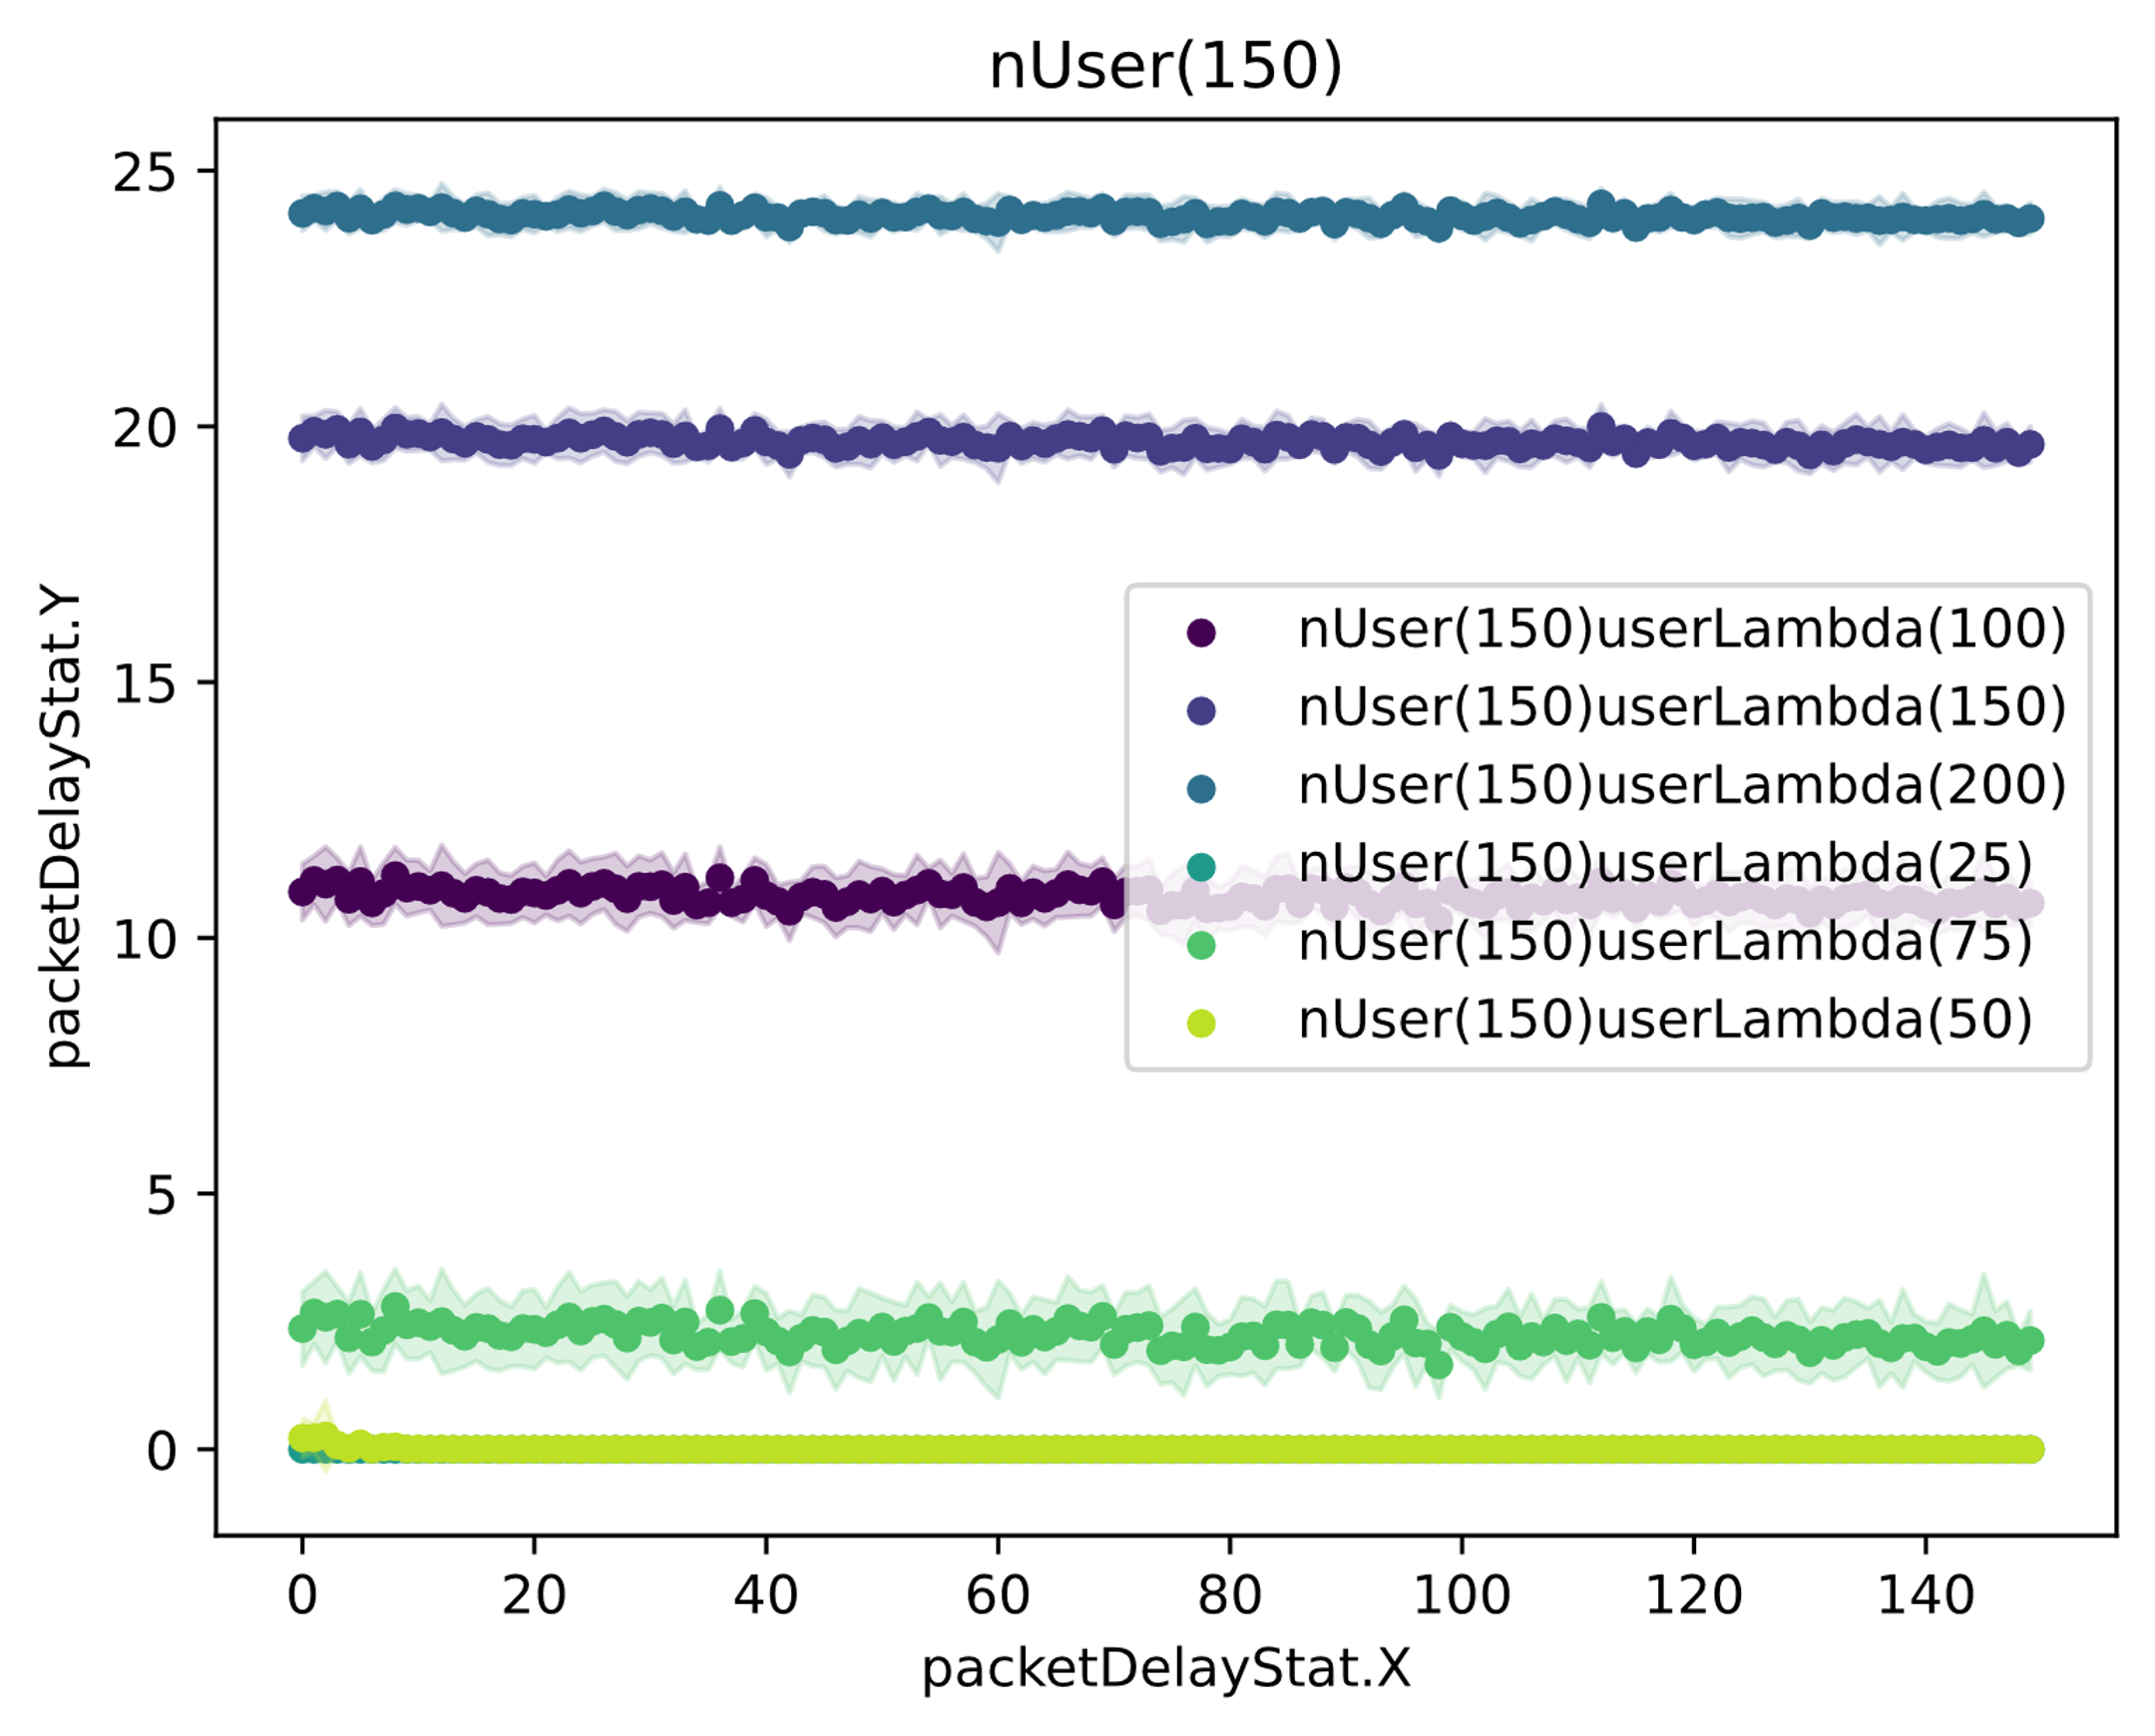 nUser(150)
packetDelayStat.Y
25
20
15
10
5
0
nUser(150)userLambda(100)
nUser(150)userLambda(150)
nUser(150)userLambda(200)
nUser(150)userLambda(25)
nUser(150)userLambda(75)
nUser(150)userLambda(50)
0 20 40 60 80 100 120 140
packetDelayStat.X